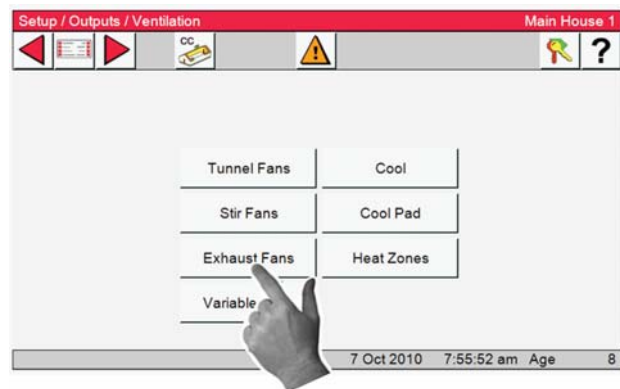 Setup / Outputs / Ventilation Main House 1
CC ?
Tunnel Fans Cool
Stir Fans Cool Pad
Exhaust Fans Heat Zones
Variable
7 Oct 2010 7:55:52 am Age 8